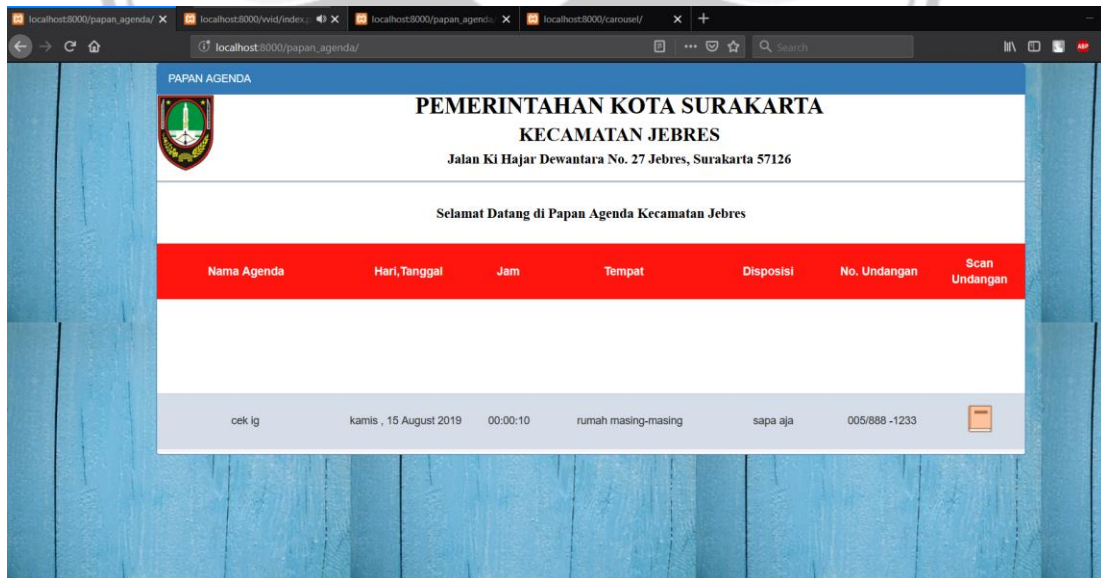 localhost:8000/papan_agenda/
localhost:8000/vvid/index.p
localhost:8000/papan_agenda/
localhost:8000/carousel/
localhost:8000/papan_agenda/
Search
ABP
PAPAN AGENDA
PEMERINTAHAN KOTA SURAKARTA
KECAMATAN JEBRES
Jalan Ki Hajar Dewantara No. 27 Jebres, Surakarta 57126
Selamat Datang di Papan Agenda Kecamatan Jebres
Nama Agenda Hari,Tanggal Jam Tempat Disposisi No. Undangan Scan Undangan
cek ig kamis , 15 August 2019 00:00:10 rumah masing-masing sapa aja 005/888 -1233